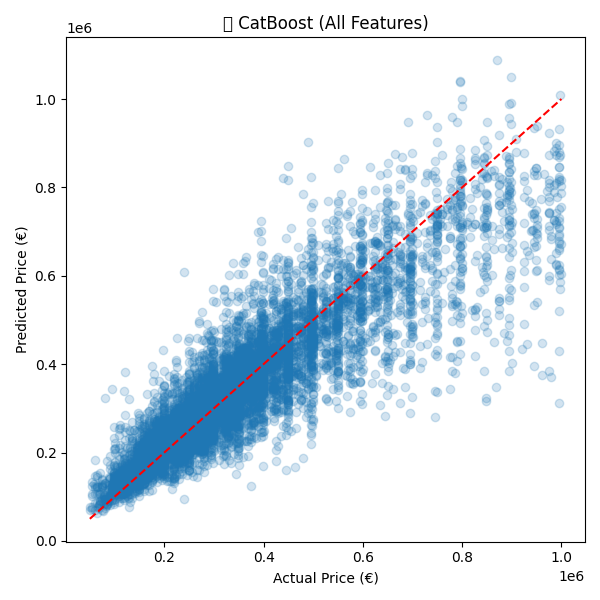 CatBoost (All Features)
1e6
Predicted Price (€)
1.0
0.8
0.6
0.4
0.2
0.0
0.2 0.4 0.6 0.8 1.0
1e6
Actual Price (€)